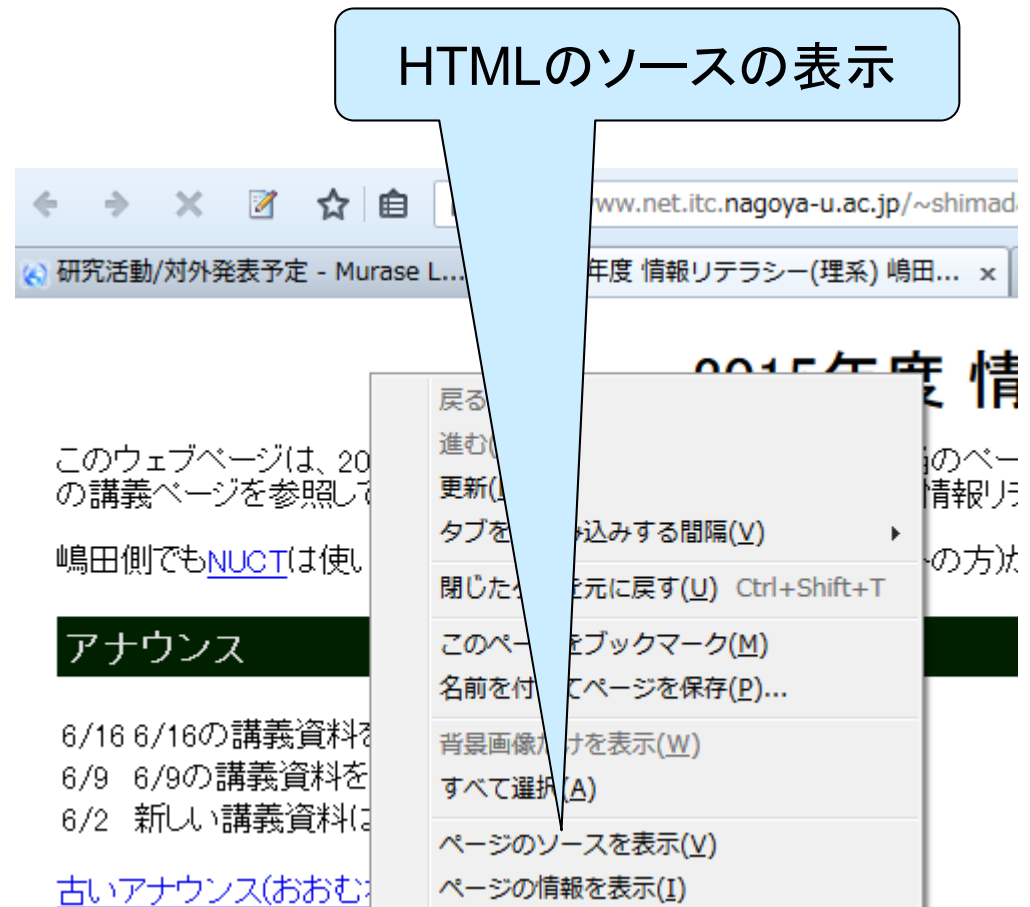 HTMLのソースの表示
www.net.itc.nagoya-u.ac.jp/~shimad
研究活動/対外発表予定 - Murase L...
年度 情報リテラシー(理系) 嶋田... ×
2015年度 情
戻る
進む(
このウェブページは、20
のペー
の講義ページを参照して
更新(
情報リテ
タブを
み込みする間隔(V)
嶋田側でもNUCTは使い
の方)が
閉じた
を元に戻す(U) Ctrl+Shift+T
アナウンス
このペー
をブックマーク(M)
名前を付
てページを保存(P)...
6/16 6/16の講義資料を
背景画像だけを表示(W)
6/9 6/9の講義資料を
すべて選択(A)
6/2 新しい講義資料は
ページのソースを表示(V)
古いアナウンス(おおむね
ページの情報を表示(I)